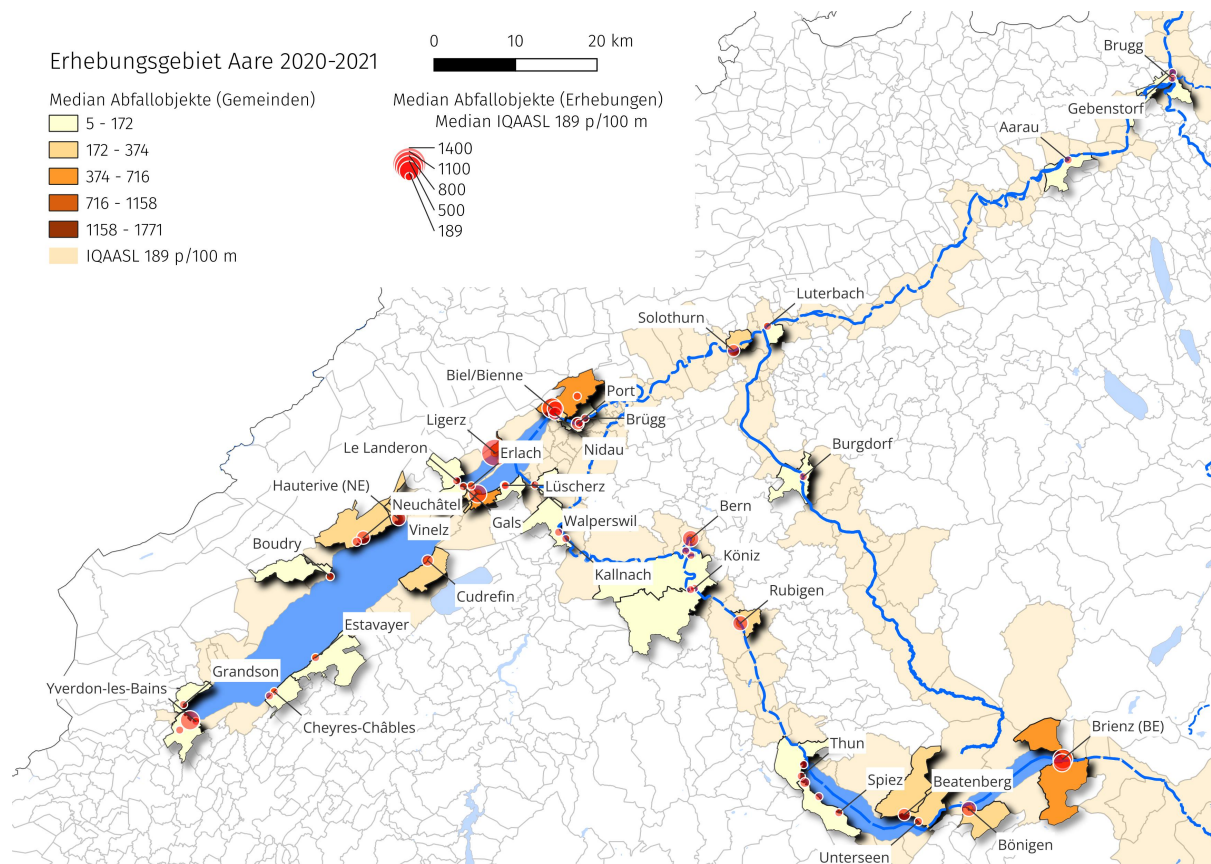 Erhebungsgebiet Aare 2020-2021
0 10 20 km
Median Abfallobjekte (Gemeinden)
5 - 172
172 - 374
374 - 716
716 - 1158
1158 - 1771
IQAASL 189 p/100 m
Median Abfallobjekte (Erhebungen)
Median IQAASL 189 p/100 m
1400
1100
800
500
189
Brugg
Gebenstorf
Aarau
Luterbach
Solothurn
Biel/Bienne
Port
Ligerz
Brügg
Erlach
Nidau
Le Landeron
Burgdorf
Hauterive (NE)
Lüscherz
Neuchâtel
Gals
Walperswil
Vinelz
Bern
Boudry
Köniz
Kallnach
Cudrefin
Rubigen
Estavayer
Grandson
Yverdon-les-Bains
Cheyres-Châbles
Brienz (BE)
Thun
Spiez
Beatenberg
Bönigen
Unterseen